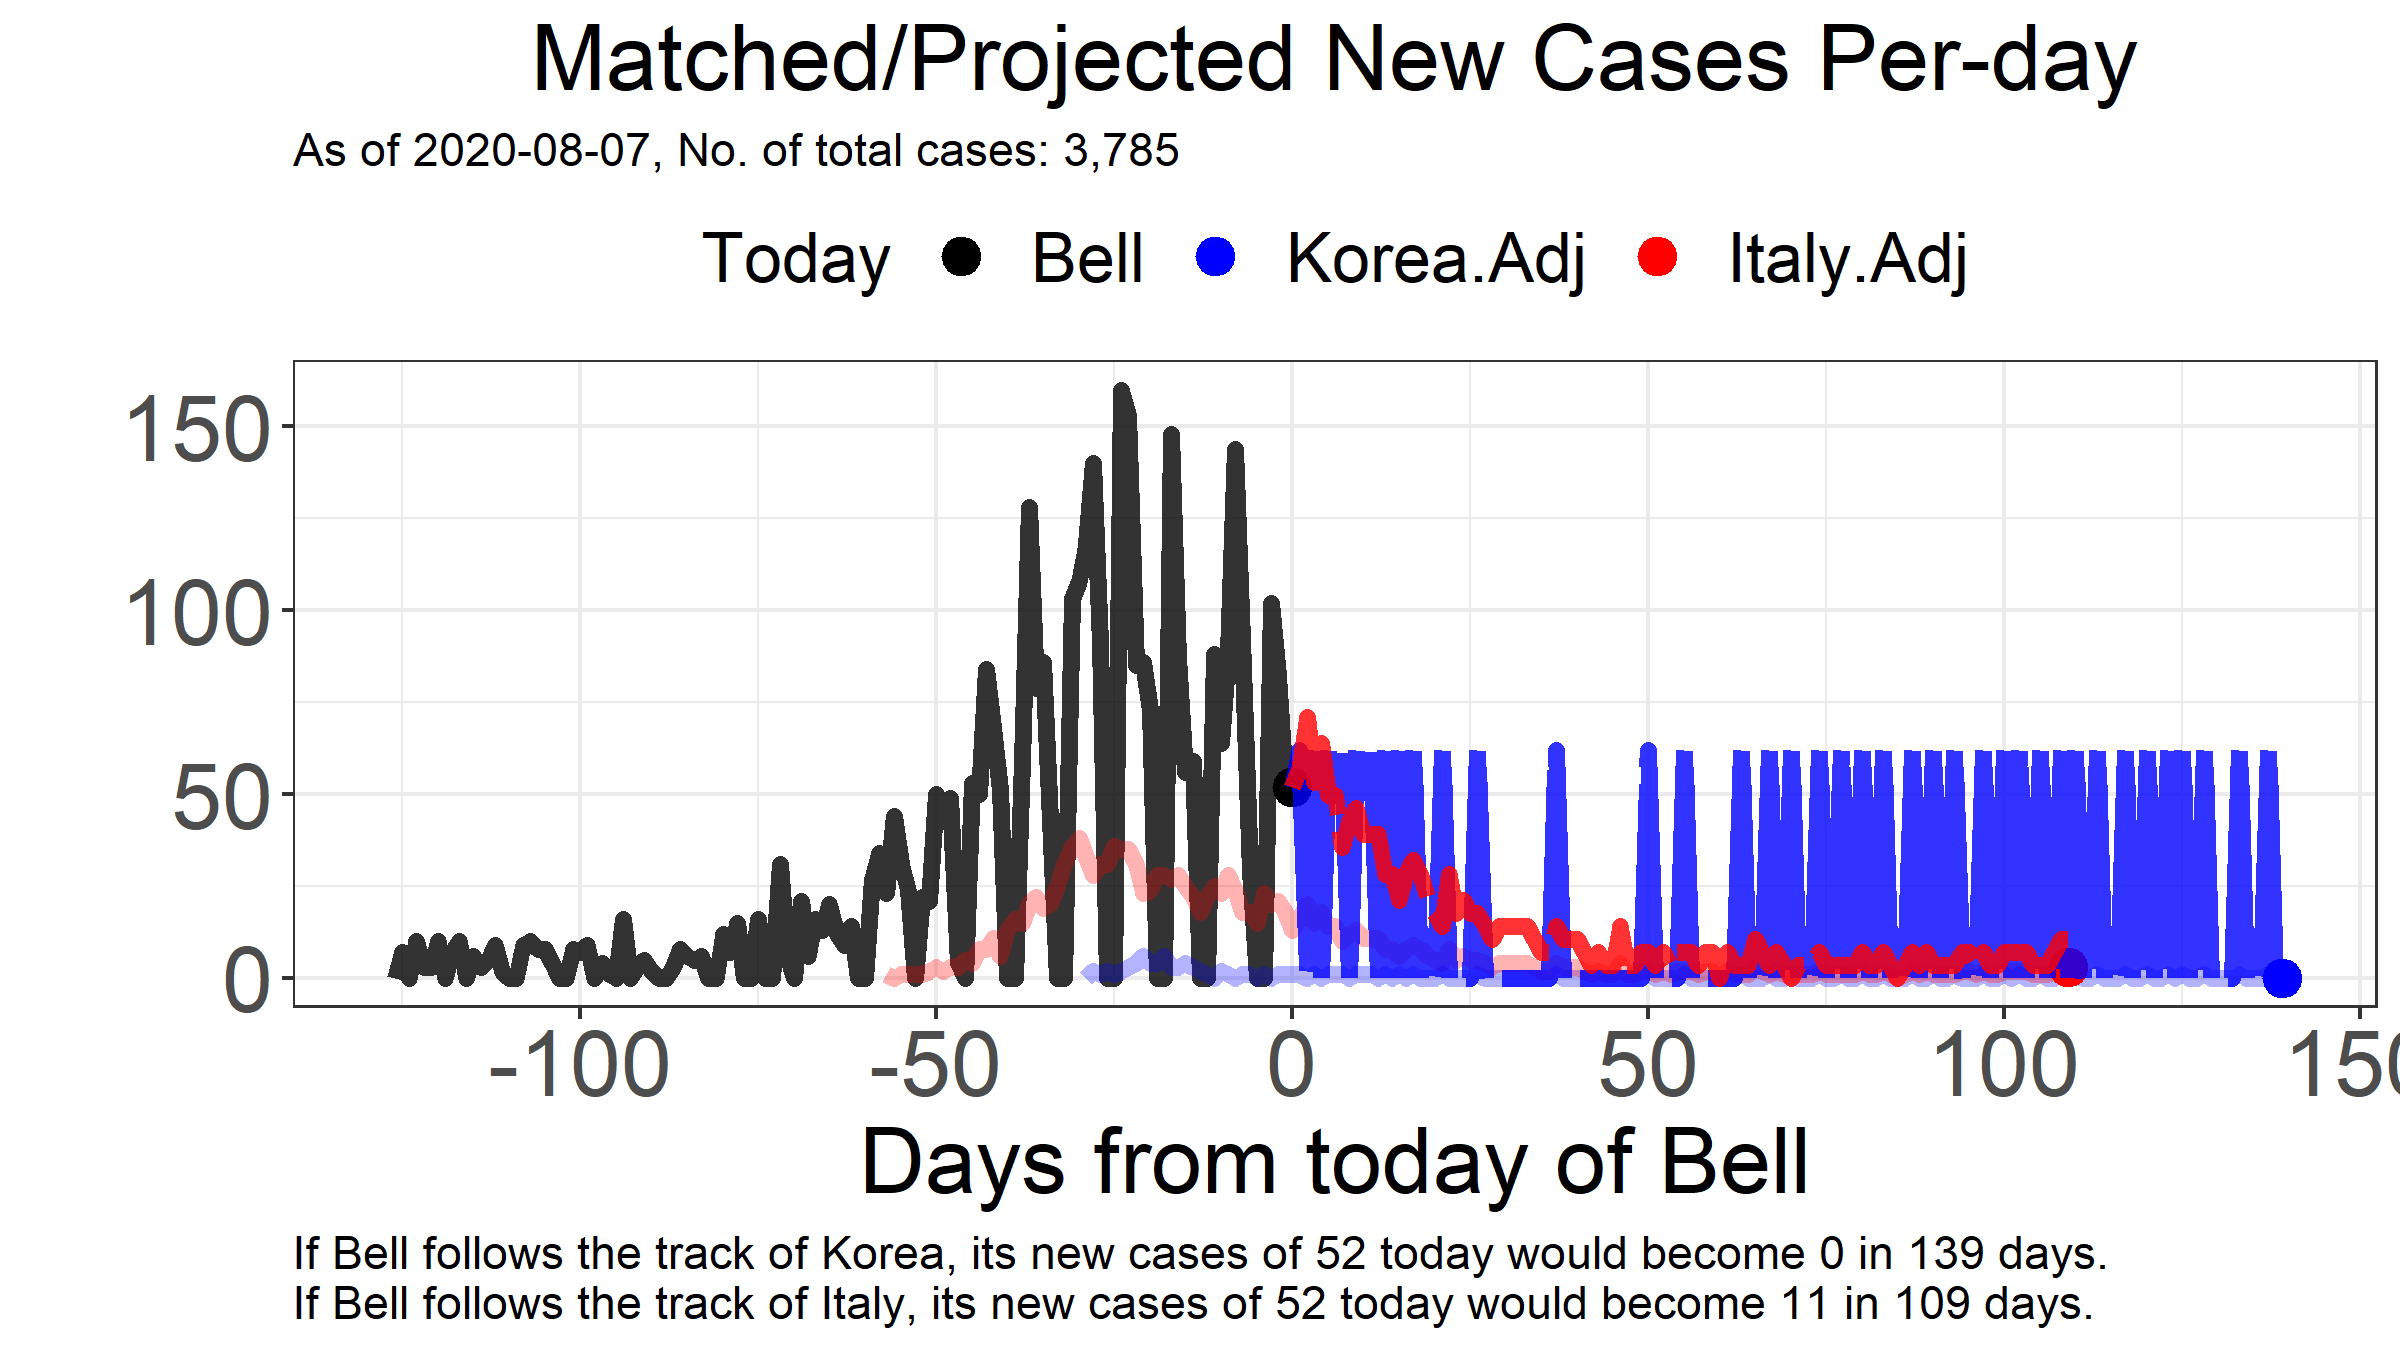 Matched/Projected New Cases Per-day
As of 2020-08-07, No. of total cases: 3,785
Today Bell Korea.Adj Italy.Adj
150
100
50
0
-100 -50 0 50 100 150
Days from today of Bell
If Bell follows the track of Korea, its new cases of 52 today would become 0 in 139 days.
If Bell follows the track of Italy, its new cases of 52 today would become 11 in 109 days.